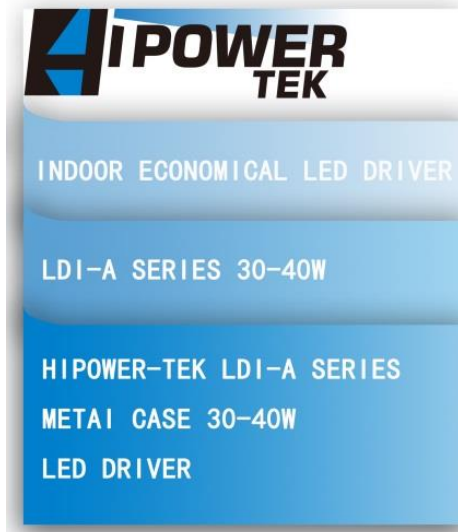 HIPOWER
TEK
INDOOR ECONOMICAL LED DRIVER
LDI-A SERIES 30-40W
HIPOWER-TEK LDI-A SERIES
METAI CASE 30-40W
LED DRIVER